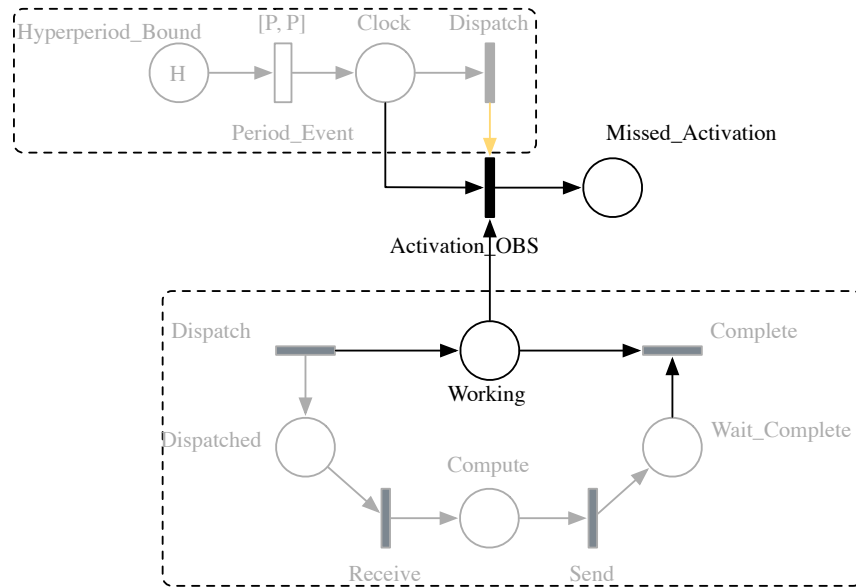 [P, P]
Clock
Dispatch
Hyperperiod_Bound
H
Period_Event
Missed_Activation
Activation_OBS
Dispatch
Complete
Working
Dispatched
Wait_Complete
Compute
Receive
Send